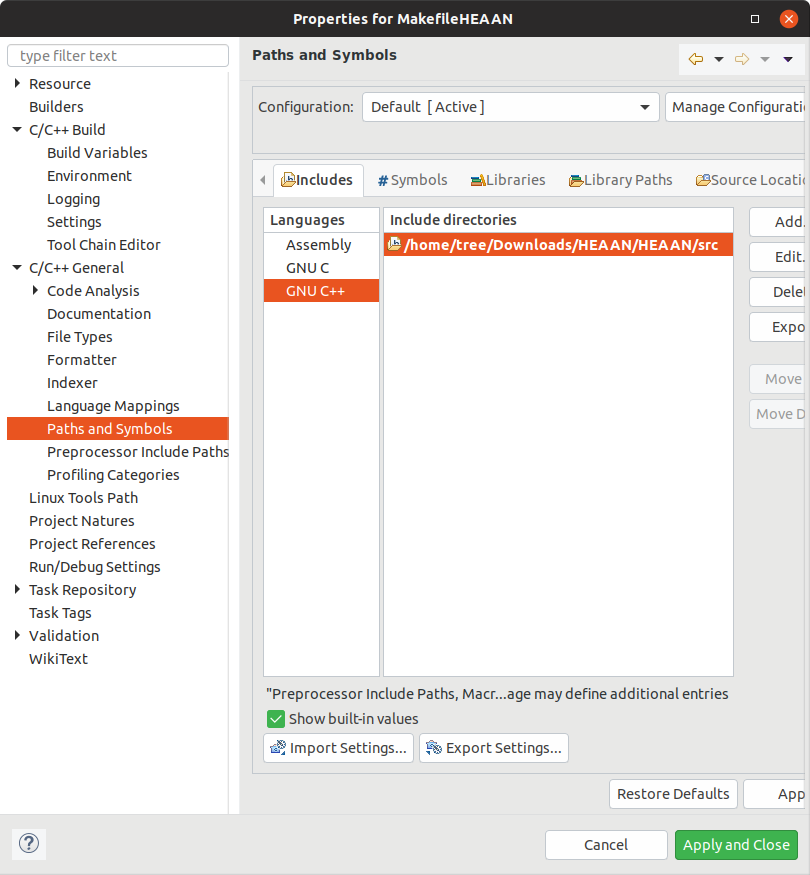 Properties for MakefileHEAAN
type filter text
Resource
Builders
C/C++ Build
Build Variables
Environment
Logging
Settings
Tool Chain Editor
C/C++ General
Code Analysis
Documentation
File Types
Formatter
Indexer
Language Mappings
Paths and Symbols
Preprocessor Include Paths
Profiling Categories
Linux Tools Path
Project Natures
Project References
Run/Debug Settings
Task Repository
Task Tags
Validation
WikiText
Paths and Symbols
Configuration: Default [ Active ] Manage Configurati
Includes # Symbols Libraries Library Paths Source Locatio
Languages Include directories
Assembly
GNU C
GNU C++
/home/tree/Downloads/HEAAN/HEAAN/src
Add.
Edit.
Delet
Expo
Move
Move D
"Preprocessor Include Paths, Macr...age may define additional entries
Show built-in values
Import Settings... Export Settings...
Restore Defaults App
Cancel Apply and Close